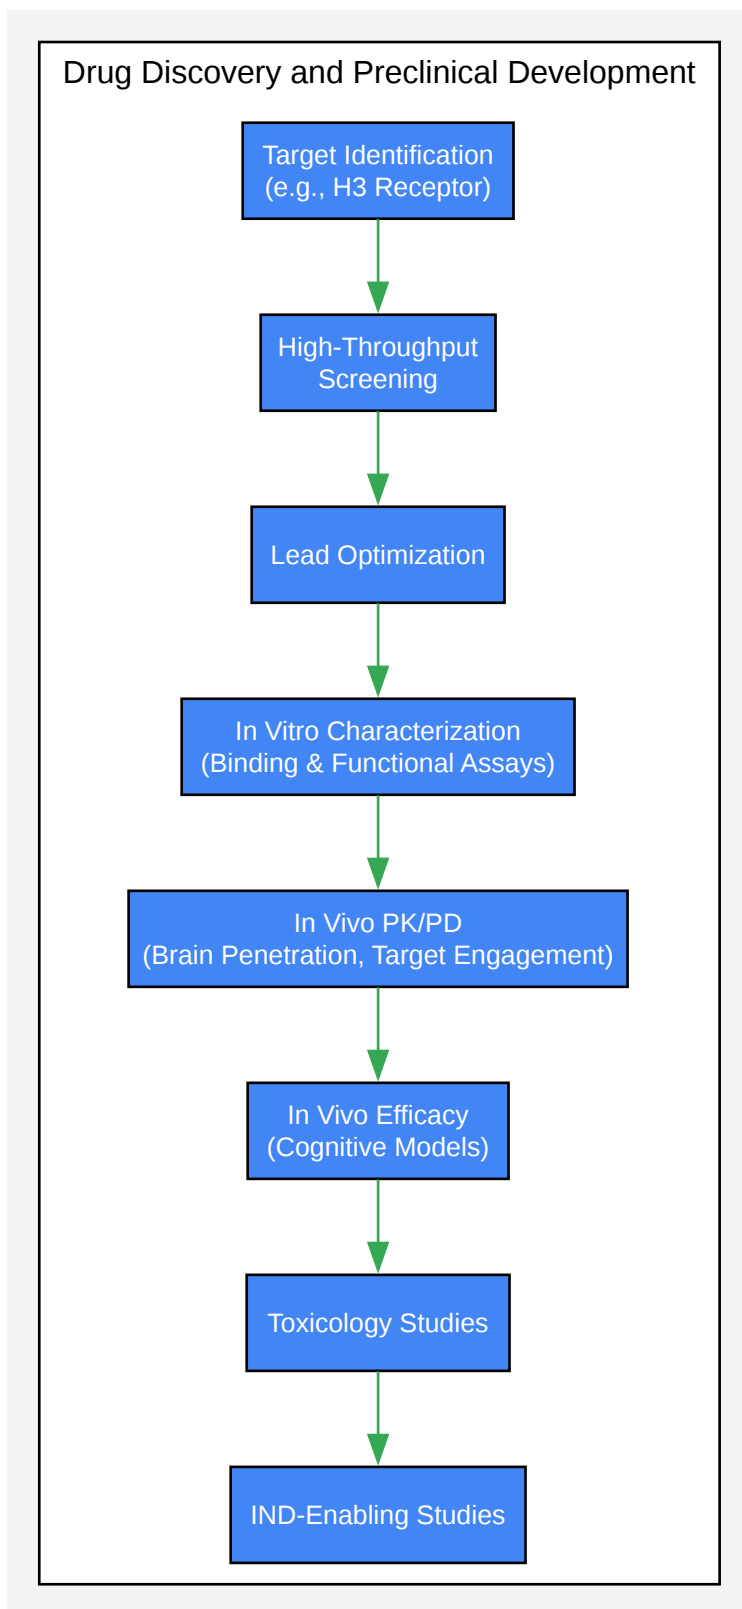 Drug Discovery and Preclinical Development
Target Identification
(e.g., H3 Receptor)
High-Throughput
Screening
Lead Optimization
In Vitro Characterization
(Binding & Functional Assays)
In Vivo PK/PD
(Brain Penetration, Target Engagement)
In Vivo Efficacy
(Cognitive Models)
Toxicology Studies
IND-Enabling Studies